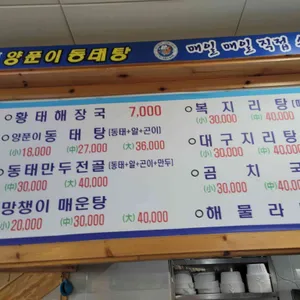 양푼이 동태탕
매일 매일 직접
○황태해장국 7,000
○양푼이 동태탕 (동태+알+곤이)
(小)18,000 (中)27,000 (大)36,000
○동태만두전골 (동태+알+곤이+만두)
(中)30,000 (大)40,000
망챙이 매운탕
(小)20,000 (中)30,000 (大)40,000
○복지리탕
(小)30,000 (中)40,000
○대구지리탕
(小)30,000 (中)40,000
○곰치국
(小)30,000 (中)40,000
○해물라